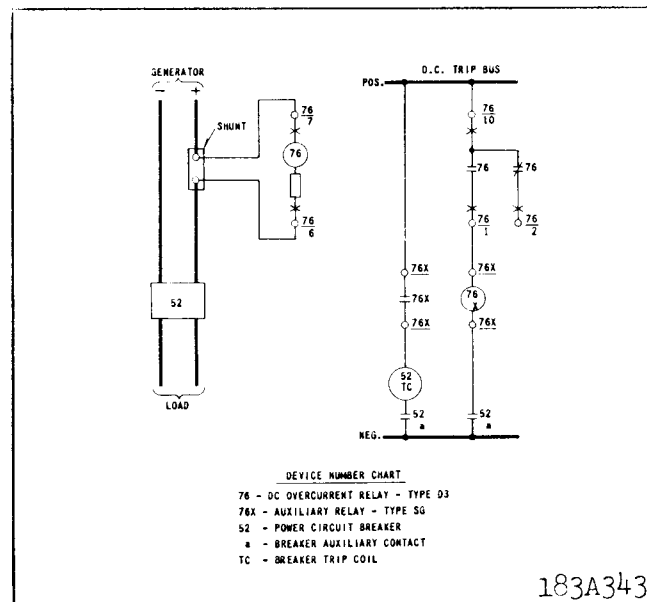 GENERATOR
- +
SHUNT
76
7
76
76
6
52
LOAD
D.C. TRIP BUS
POS.
76
10
76
76
76
1
76
2
76X
76X
76X
76
X
76X
76X
52
TC
52
a
52
a
NEG.
DEVICE NUMBER CHART
76 - DC OVERCURRENT RELAY - TYPE D3
76X - AUXILIARY RELAY - TYPE SG
52 - POWER CIRCUIT BREAKER
a - BREAKER AUXILIARY CONTACT
TC - BREAKER TRIP COIL
183A343